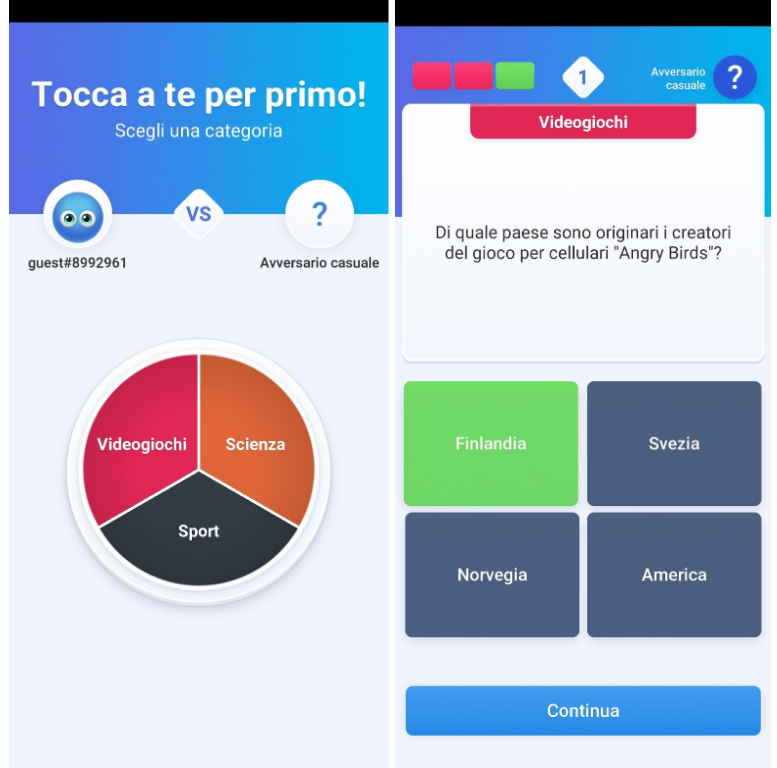 Tocca a te per primo!
Scegli una categoria
VS
?
guest#8992961
Avversario casuale
Videogiochi
Scienza
Sport
1
Avversario
casuale
?
Videogiochi
Di quale paese sono originari i creatori
del gioco per cellulari "Angry Birds"?
Finlandia
Svezia
Norvegia
America
Continua